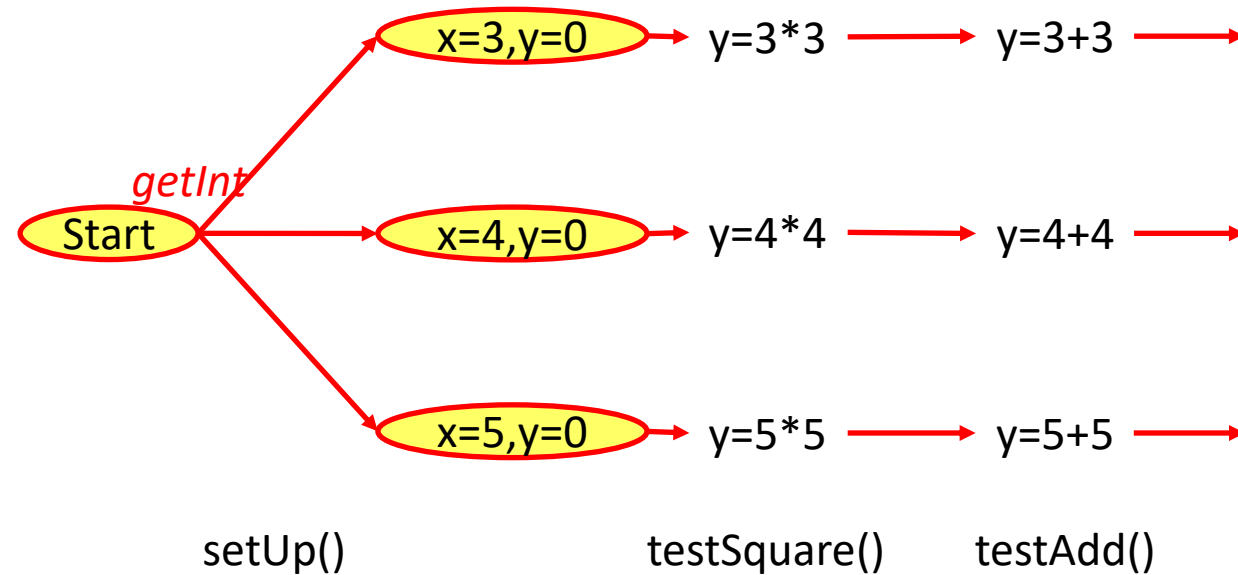 x=3,y=0 y=3*3 y=3+3
getInt
Start x=4,y=0 y=4*4 y=4+4
x=5,y=0 y=5*5 y=5+5
setUp() testSquare() testAdd()